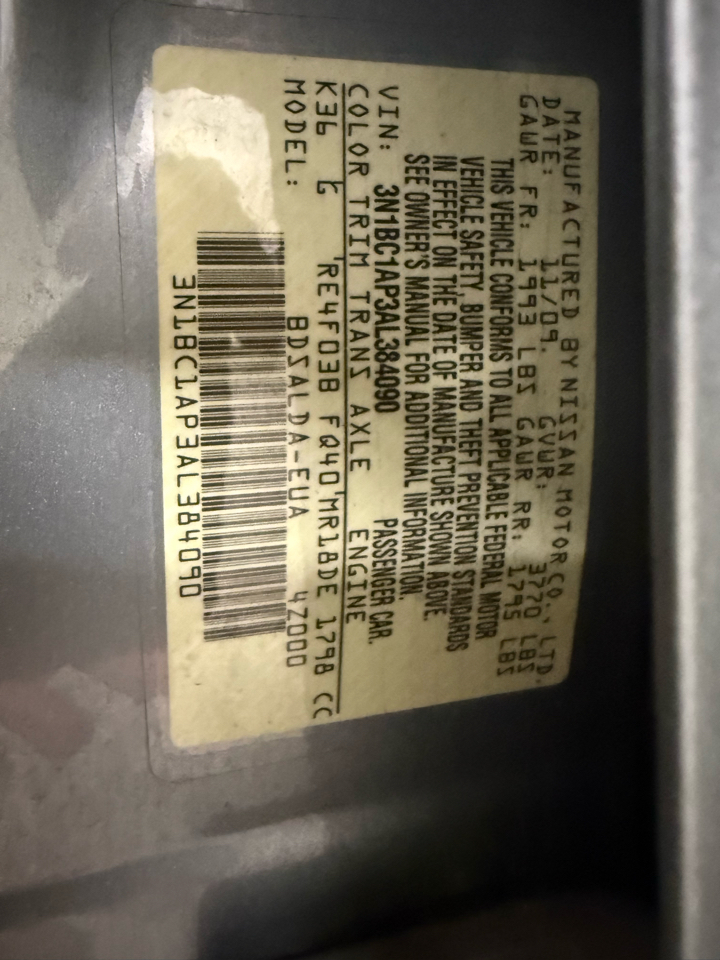 MANUFACTURED BY NISSAN MOTOR CO., LTD.
DATE: 11/09. GVWR: 3770 LBS
GAWR FR: 1993 LBS GAWR RR: 1795 LBS
THIS VEHICLE CONFORMS TO ALL APPLICABLE FEDERAL MOTOR
VEHICLE SAFETY, BUMPER AND THEFT PREVENTION STANDARDS
IN EFFECT ON THE DATE OF MANUFACTURE SHOWN ABOVE.
SEE OWNER'S MANUAL FOR ADDITIONAL INFORMATION.
VIN: 3N1BC1AP3AL384090 PASSENGER CAR.
COLOR TRIM TRANS AXLE ENGINE
K36 RE4F03B FQ40 MR18DE 1798 CC
MODEL: BDSALDA-EUA 4Z000
3N1BC1AP3AL384090